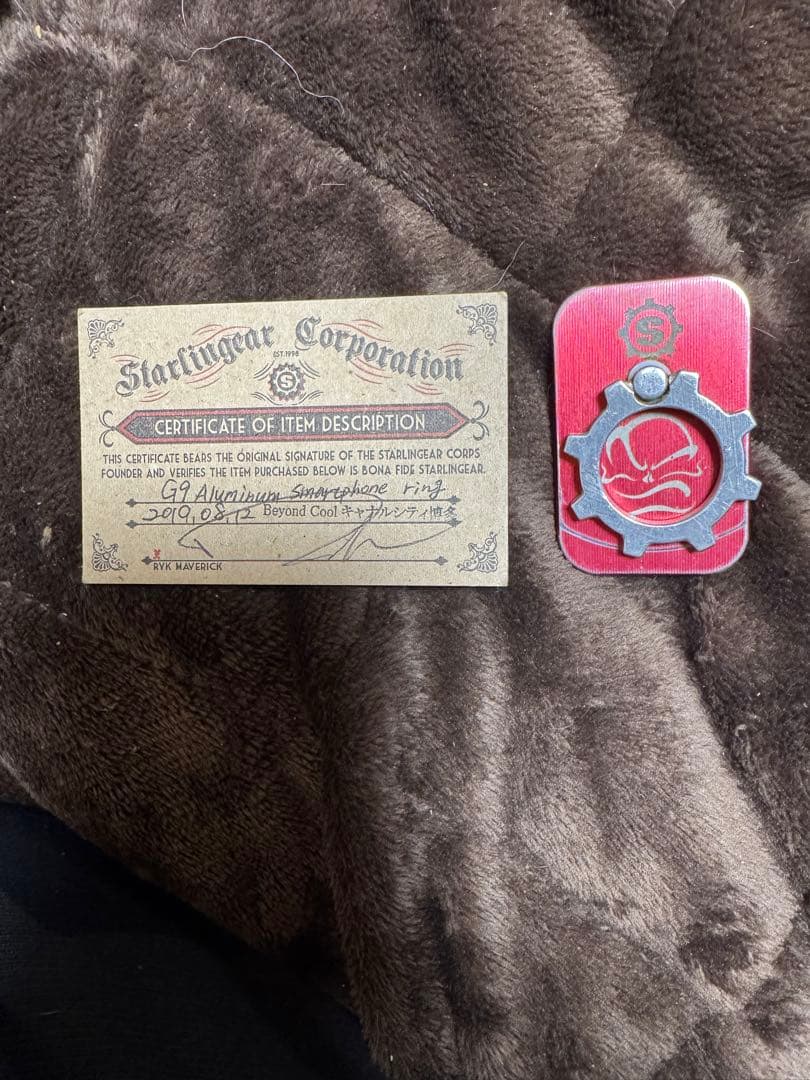 Starlingear Corporation
EST. 1998
S
CERTIFICATE OF ITEM DESCRIPTION
THIS CERTIFICATE BEARS THE ORIGINAL SIGNATURE OF THE STARLINGEAR CORPS
FOUNDER AND VERIFIES THE ITEM PURCHASED BELOW IS BONA FIDE STARLINGEAR.
G9 Aluminum smartphone ring
2019,08,12 Beyond Cool キャナルシティ博多
X
RYK MAVERICK
S